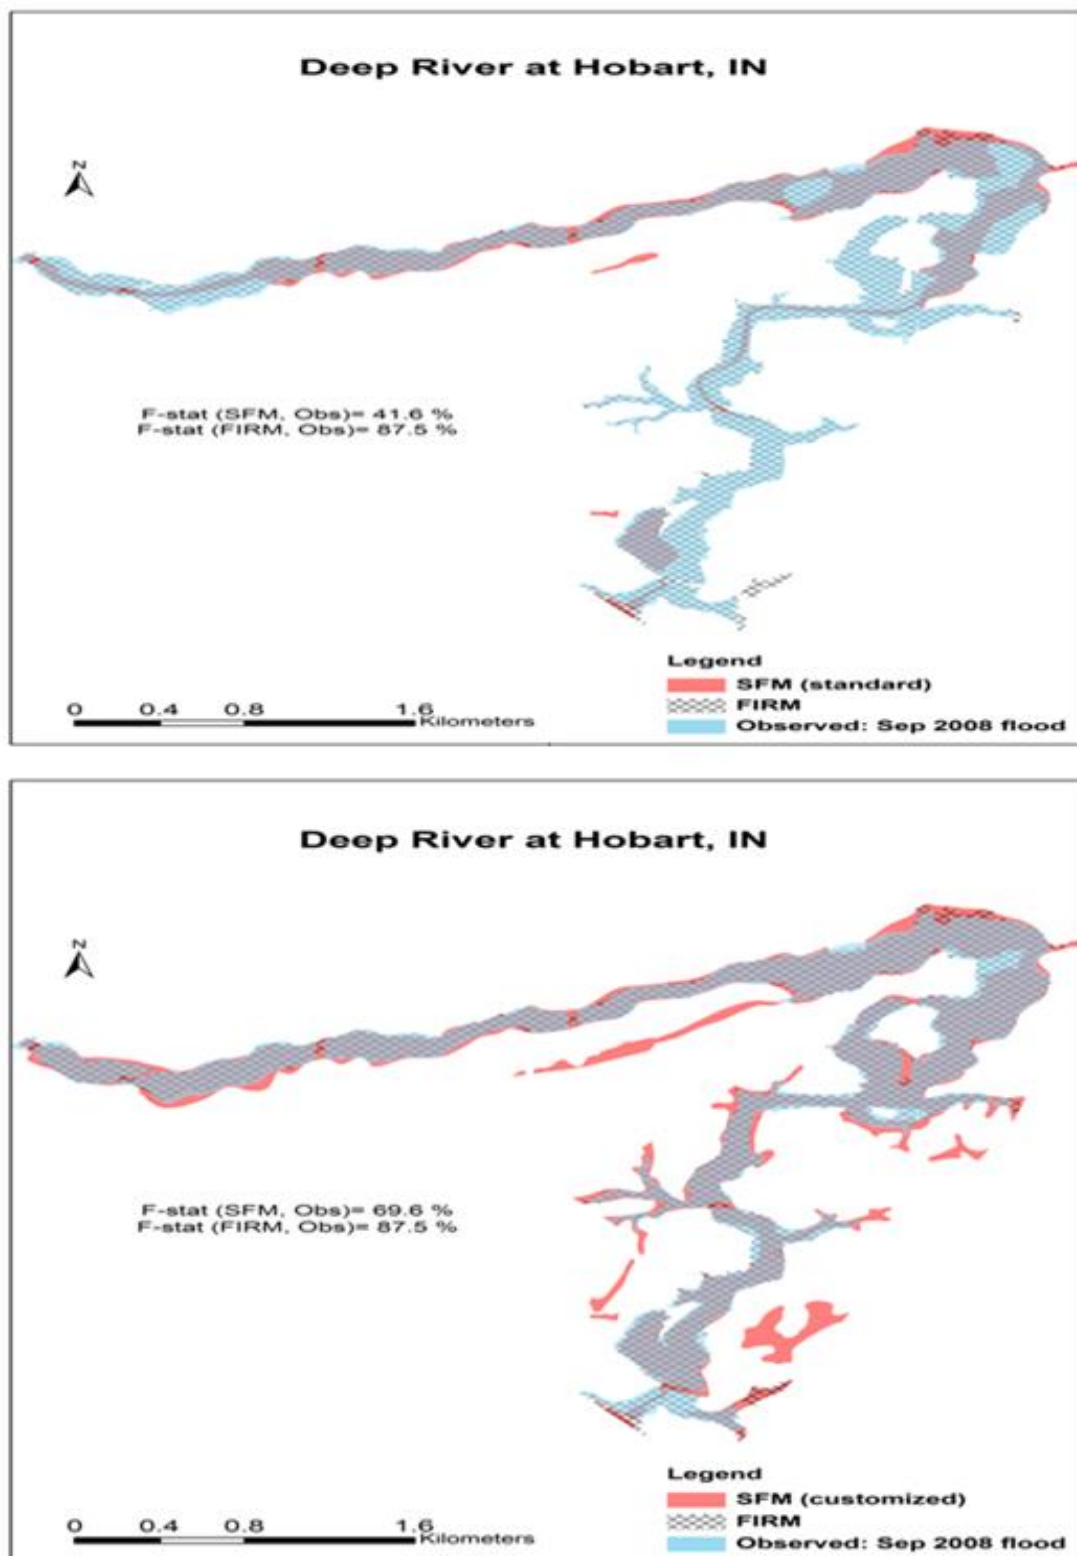 Deep River at Hobart, IN
N
F-stat (SFM, Obs)= 41.6 %
F-stat (FIRM, Obs)= 87.5 %
Legend
SFM (standard)
FIRM
Observed: Sep 2008 flood
0 0.4 0.8 1.6
Kilometers
Deep River at Hobart, IN
N
F-stat (SFM, Obs)= 69.6 %
F-stat (FIRM, Obs)= 87.5 %
Legend
SFM (customized)
FIRM
Observed: Sep 2008 flood
0 0.4 0.8 1.6
Kilometers